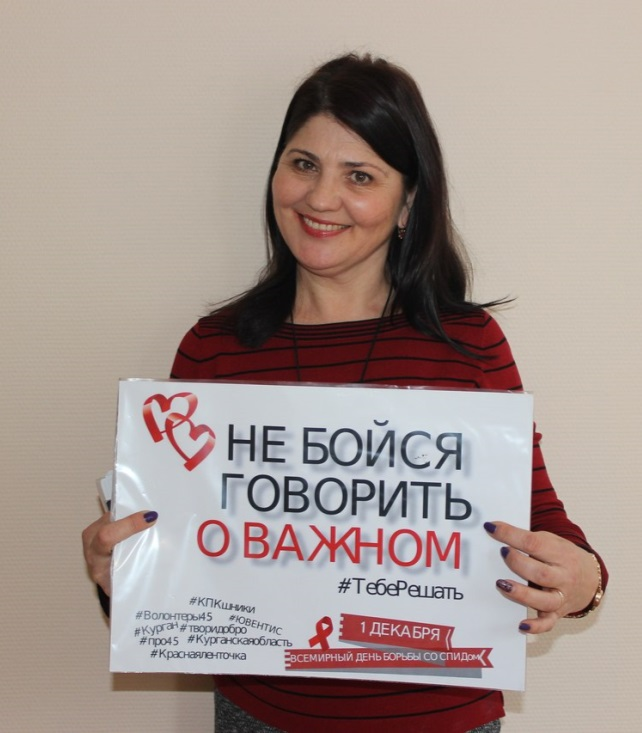 НЕ БОЙСЯ
ГОВОРИТЬ
О ВАЖНОМ
#ТебеРешать
#КПКшники
#Волонтеры45 #ЮВЕНТИС
#Курган #творидобро
#про45 #Курганскаяобласть
#Краснаяленточка
1 ДЕКАБРЯ
ВСЕМИРНЫЙ ДЕНЬ БОРЬБЫ СО СПИДом